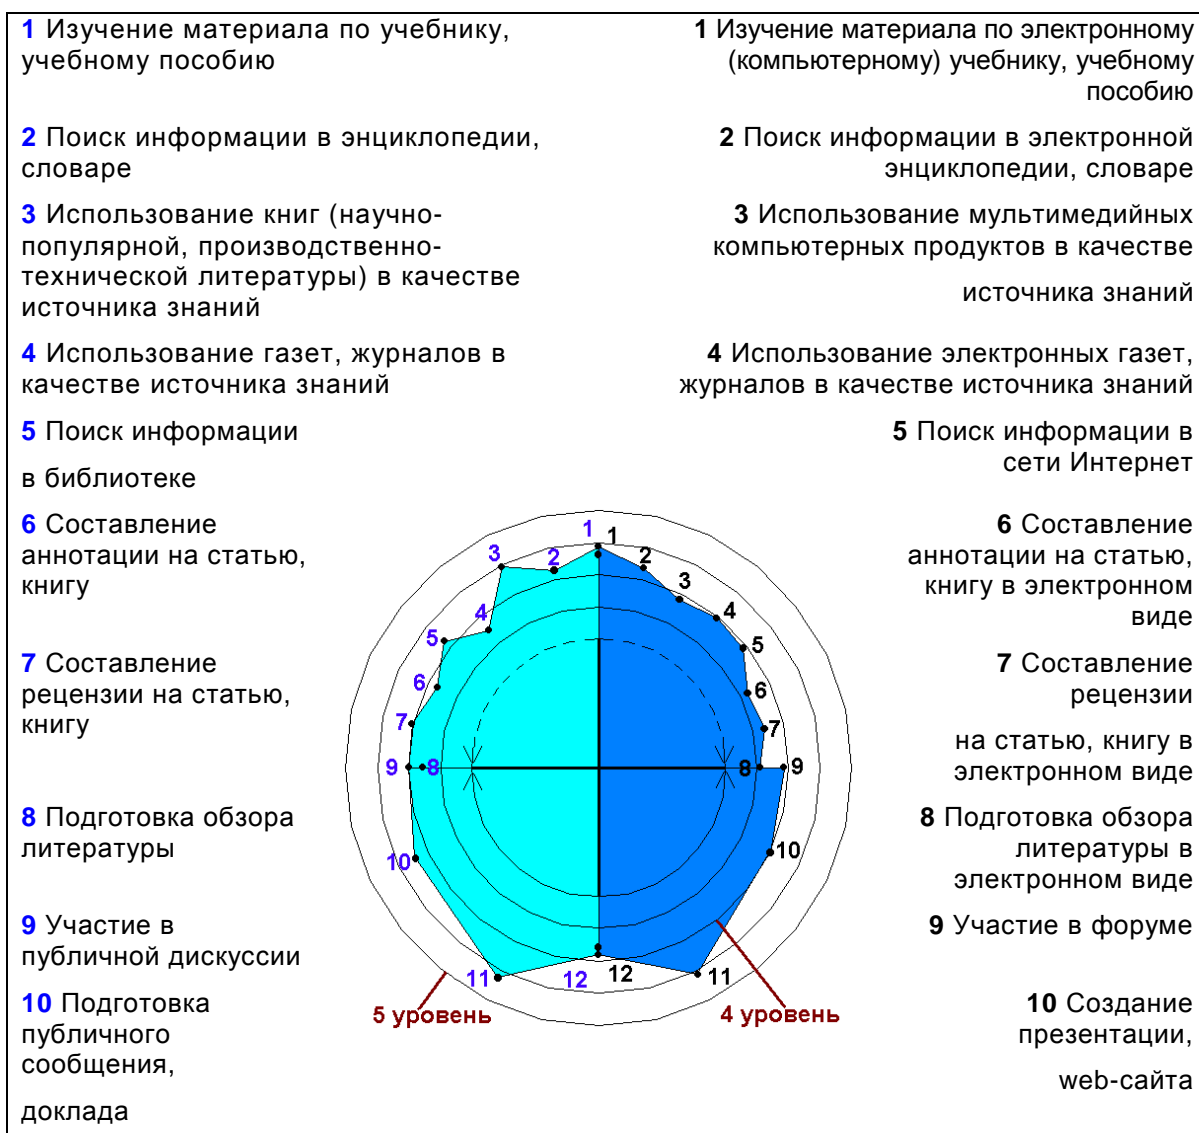 1 Изучение материала по учебнику,
учебному пособию
2 Поиск информации в энциклопедии,
словаре
3 Использование книг (научно-
популярной, производственно-
технической литературы) в качестве
источника знаний
4 Использование газет, журналов в
качестве источника знаний
5 Поиск информации
в библиотеке
6 Составление
аннотации на статью,
книгу
7 Составление
рецензии на статью,
книгу
8 Подготовка обзора
литературы
9 Участие в
публичной дискуссии
10 Подготовка
публичного
сообщения,
доклада
1 Изучение материала по электронному
(компьютерному) учебнику, учебному
пособию
2 Поиск информации в электронной
энциклопедии, словаре
3 Использование мультимедийных
компьютерных продуктов в качестве
источника знаний
4 Использование электронных газет,
журналов в качестве источника знаний
5 Поиск информации в
сети Интернет
6 Составление
аннотации на статью,
книгу в электронном
виде
7 Составление
рецензии
на статью, книгу в
электронном виде
8 Подготовка обзора
литературы в
электронном виде
9 Участие в форуме
10 Создание
презентации,
web-сайта
1
2
3
4
5
6
7
9 8
10
11
12
1
2
3
4
5
6
7
8 9
10
11
12
5 уровень
4 уровень